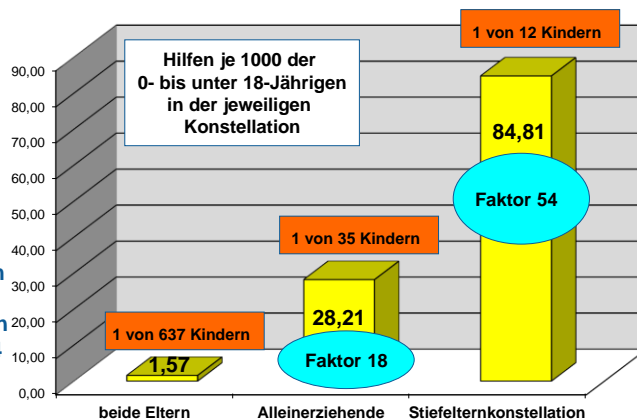 1 von 12 Kindern
Hilfen je 1000 der
0- bis unter 18-Jährigen
in der jeweiligen
Konstellation
90,00
80,00
70,00
60,00
50,00
40,00
30,00
20,00
10,00
0,00
84,81
Faktor 54
1 von 35 Kindern
28,21
Faktor 18
1 von 637 Kindern
1,57
beide Eltern
Alleinerziehende
Stiefelternkonstellation